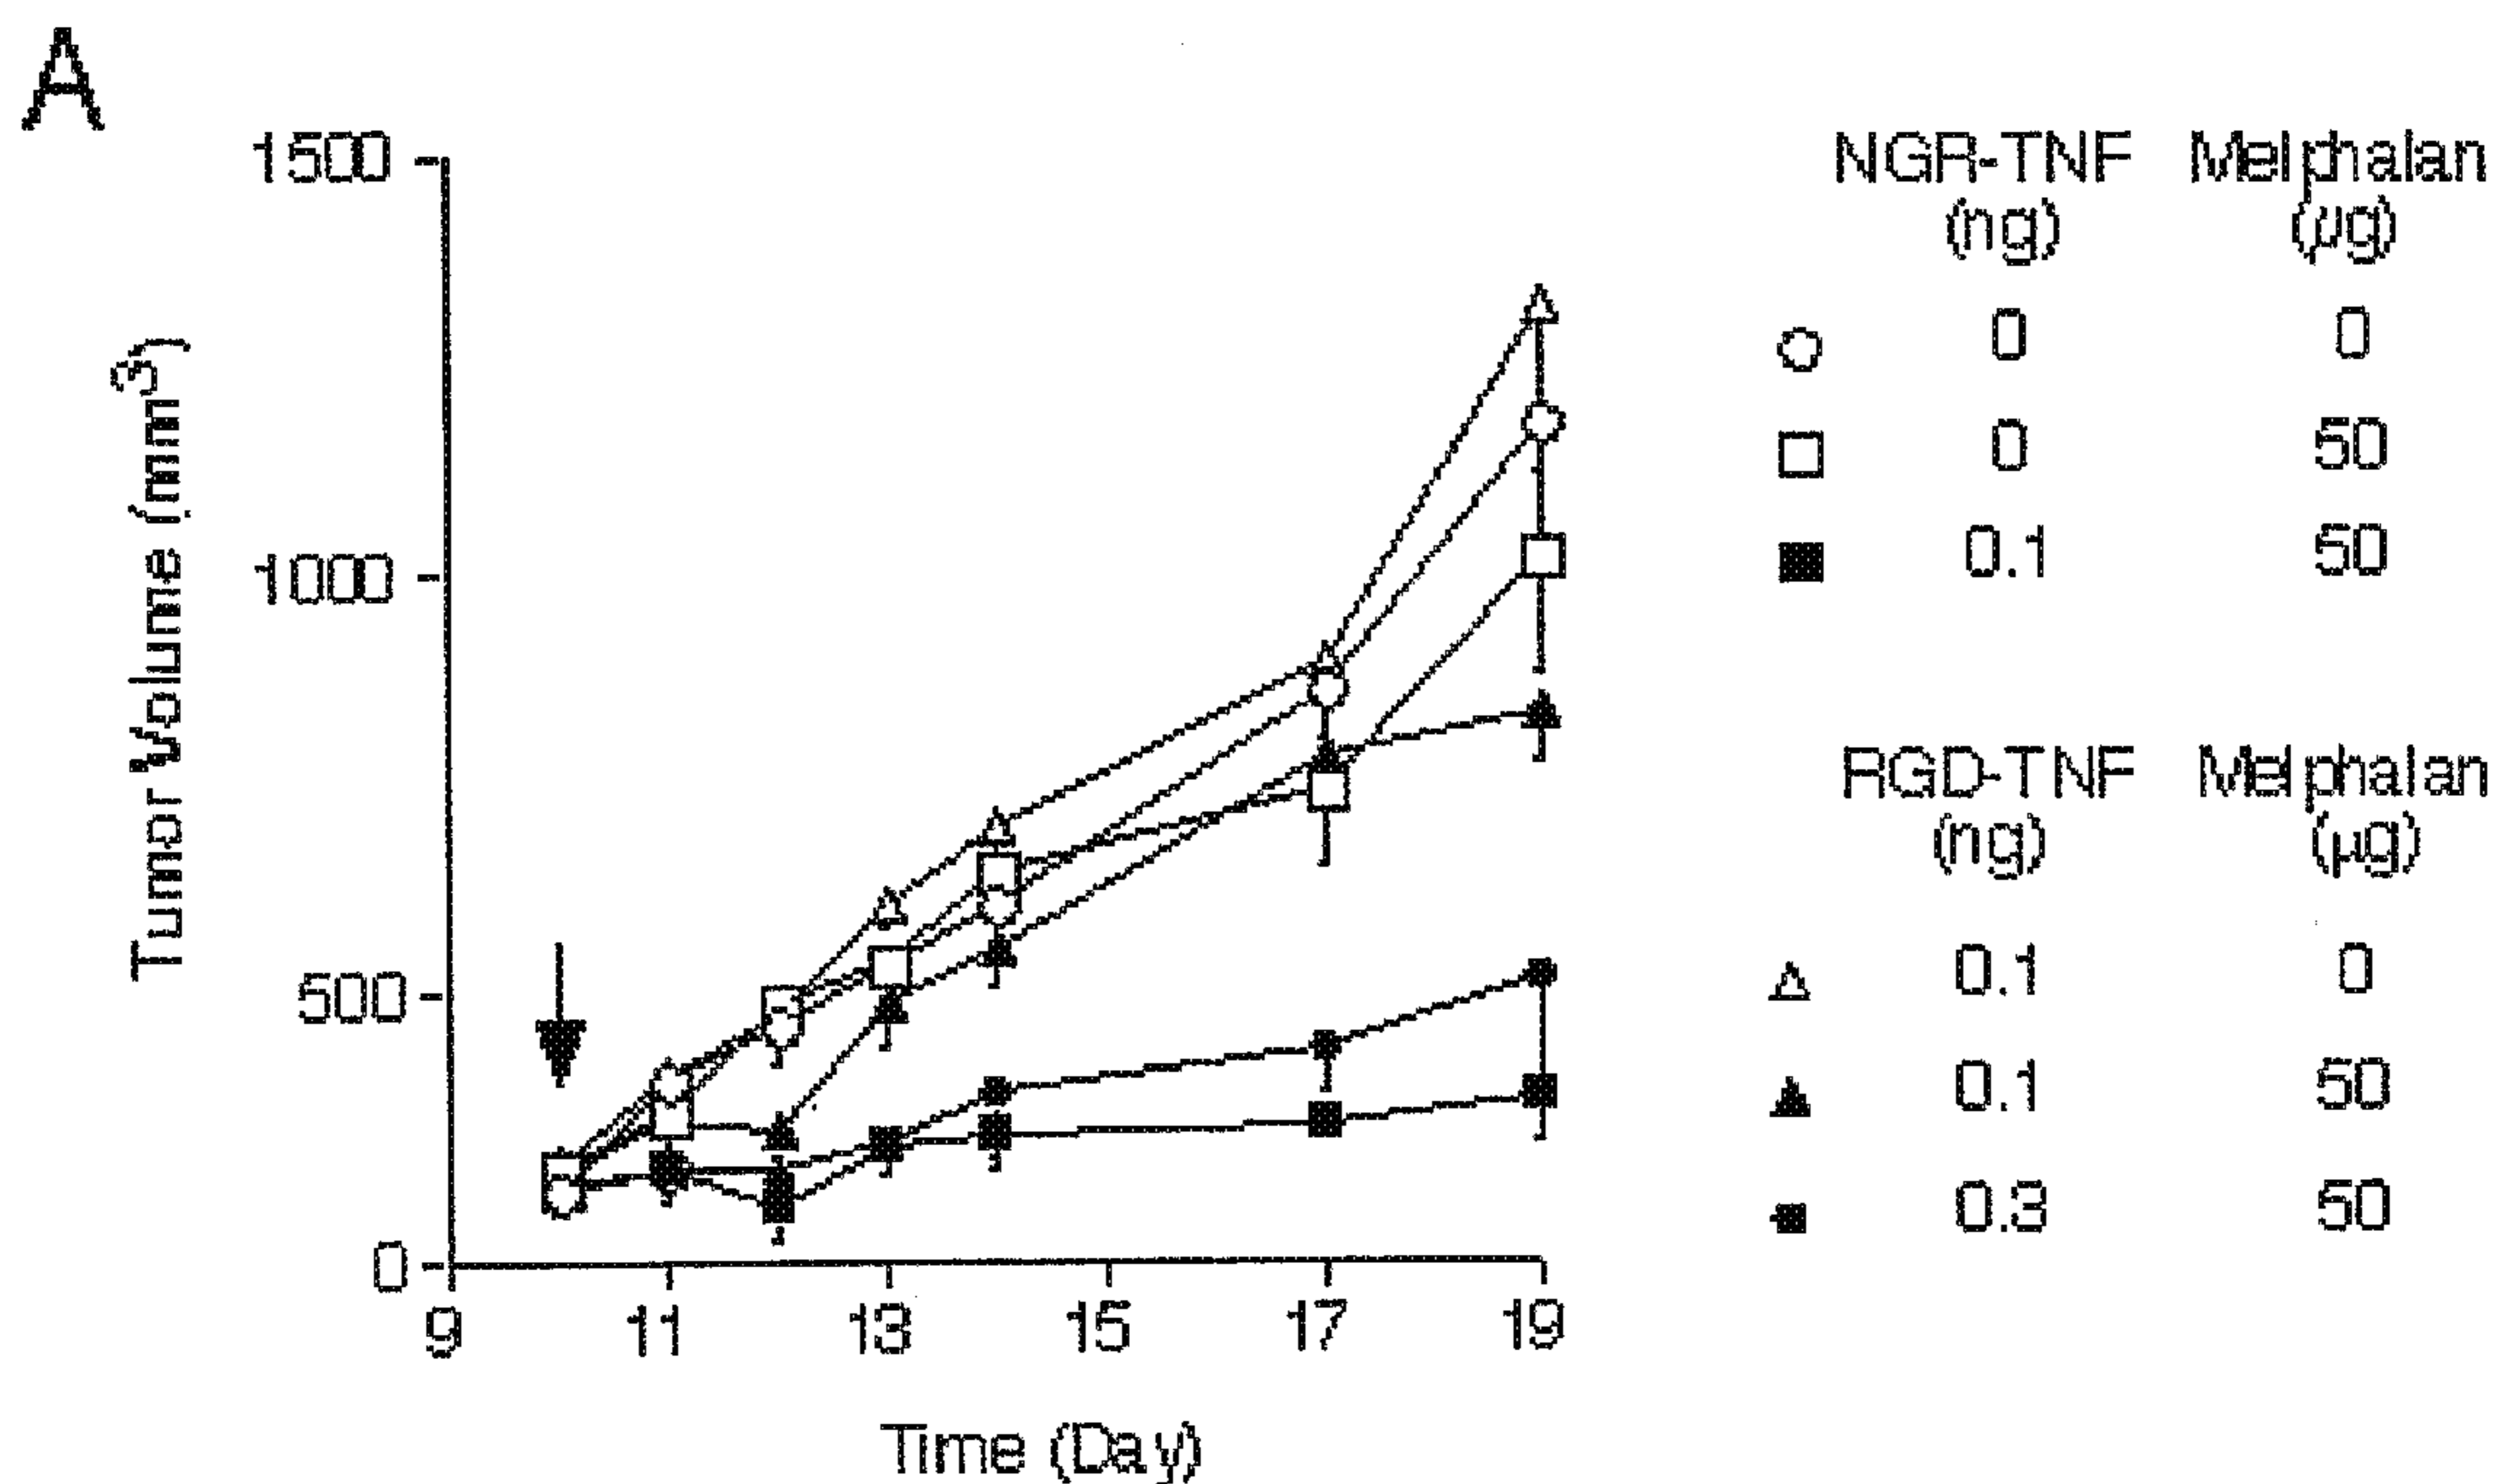 A
1500
1000
500
0
Tumor Volume (mm³)
9 11 13 15 17 19
Time (Day)
NGR-TNF Melphalan
(ng) (µg)
0 0
0 50
0.1 50
RGD-TNF Melphalan
(ng) (µg)
0.1 0
0.1 50
0.3 50